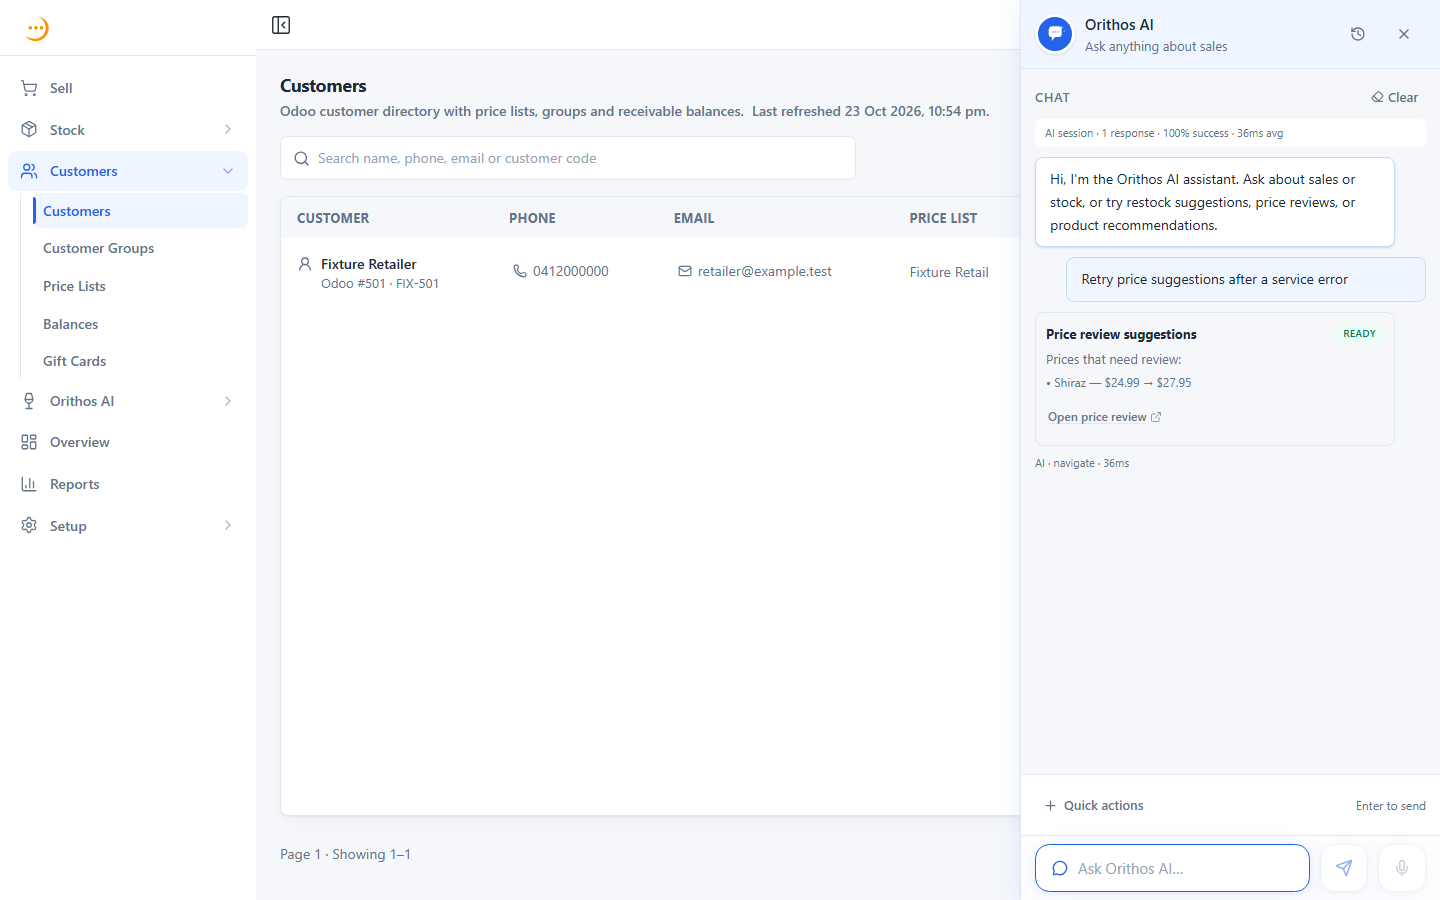 Sell
Stock
Customers
Customers
Customer Groups
Price Lists
Balances
Gift Cards
Orithos AI
Overview
Reports
Setup
Customers
Odoo customer directory with price lists, groups and receivable balances. Last refreshed 23 Oct 2026, 10:54 pm.
Search name, phone, email or customer code
CUSTOMER PHONE EMAIL PRICE LIST
Fixture Retailer 0412000000 retailer@example.test Fixture Retail
Odoo #501 · FIX-501
Page 1 · Showing 1–1
Orithos AI
Ask anything about sales
CHAT Clear
AI session · 1 response · 100% success · 36ms avg
Hi, I'm the Orithos AI assistant. Ask about sales or
stock, or try restock suggestions, price reviews, or
product recommendations.
Retry price suggestions after a service error
Price review suggestions READY
Prices that need review:
• Shiraz — $24.99 → $27.95
Open price review
AI · navigate · 36ms
Quick actions Enter to send
Ask Orithos AI...